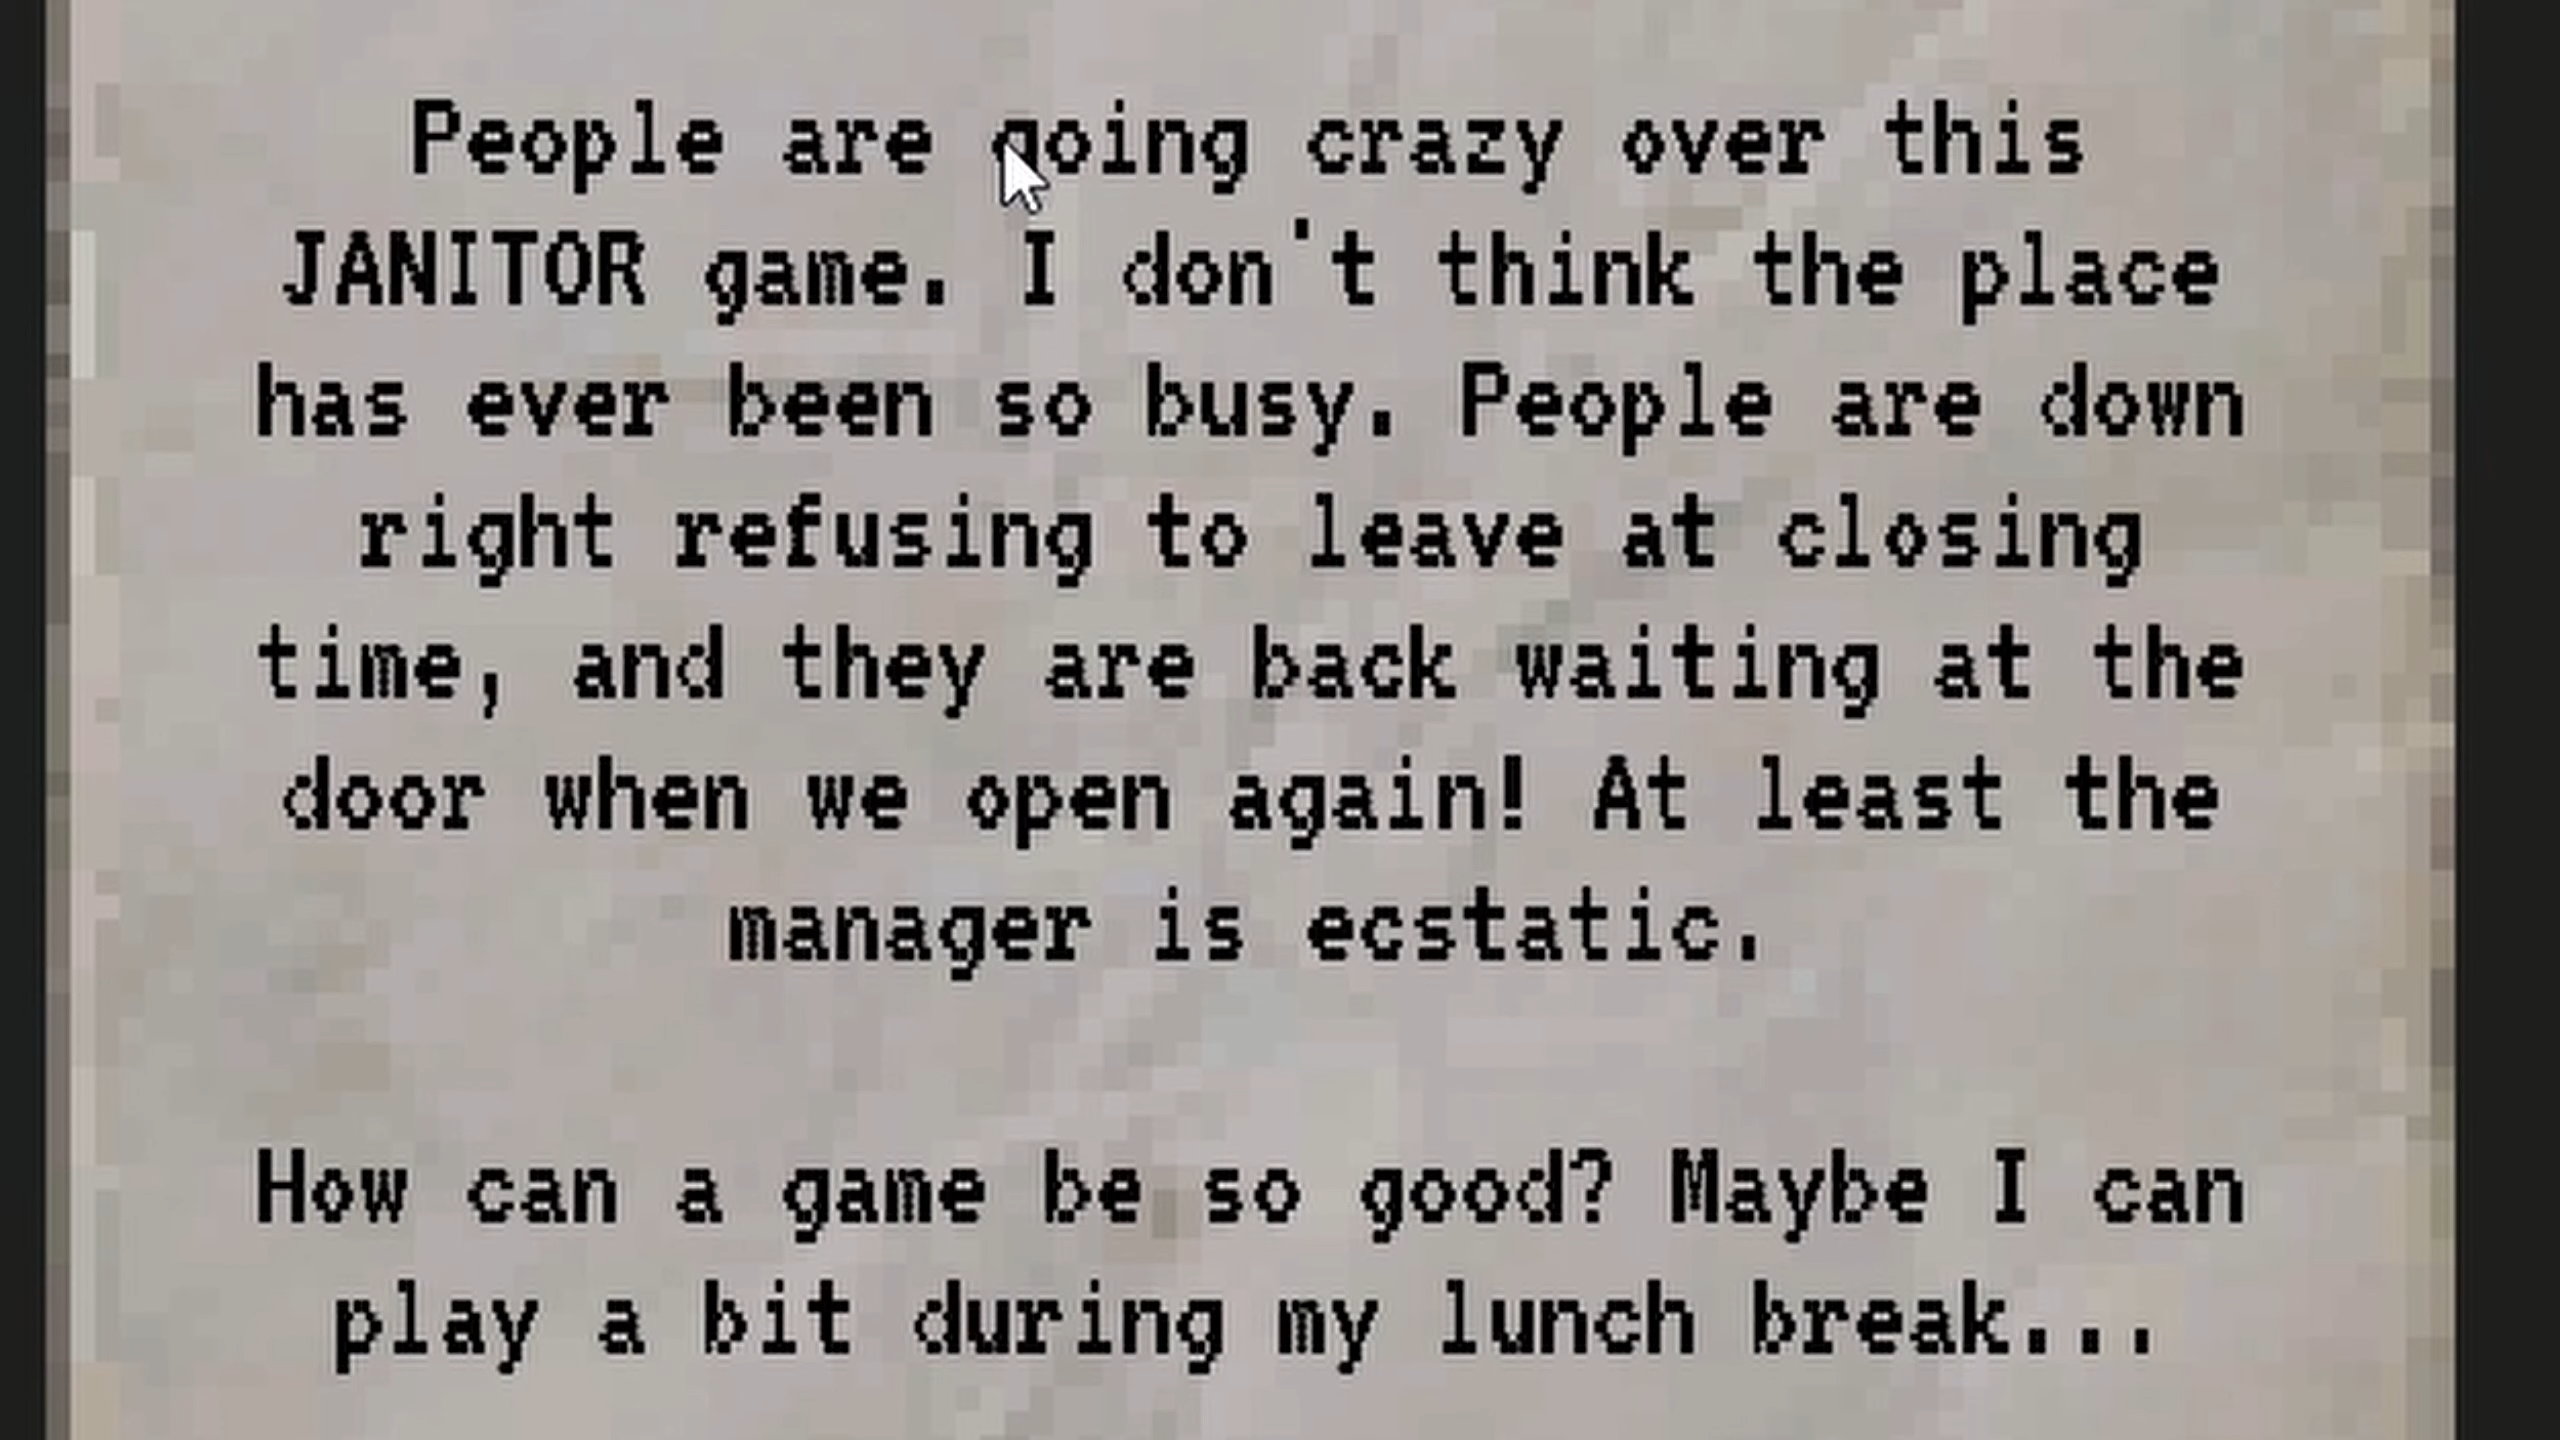 People are going crazy over this
JANITOR game. I don't think the place
has ever been so busy. People are down
right refusing to leave at closing
time, and they are back waiting at the
door when we open again! At least the
manager is ecstatic.
How can a game be so good? Maybe I can
play a bit during my lunch break...